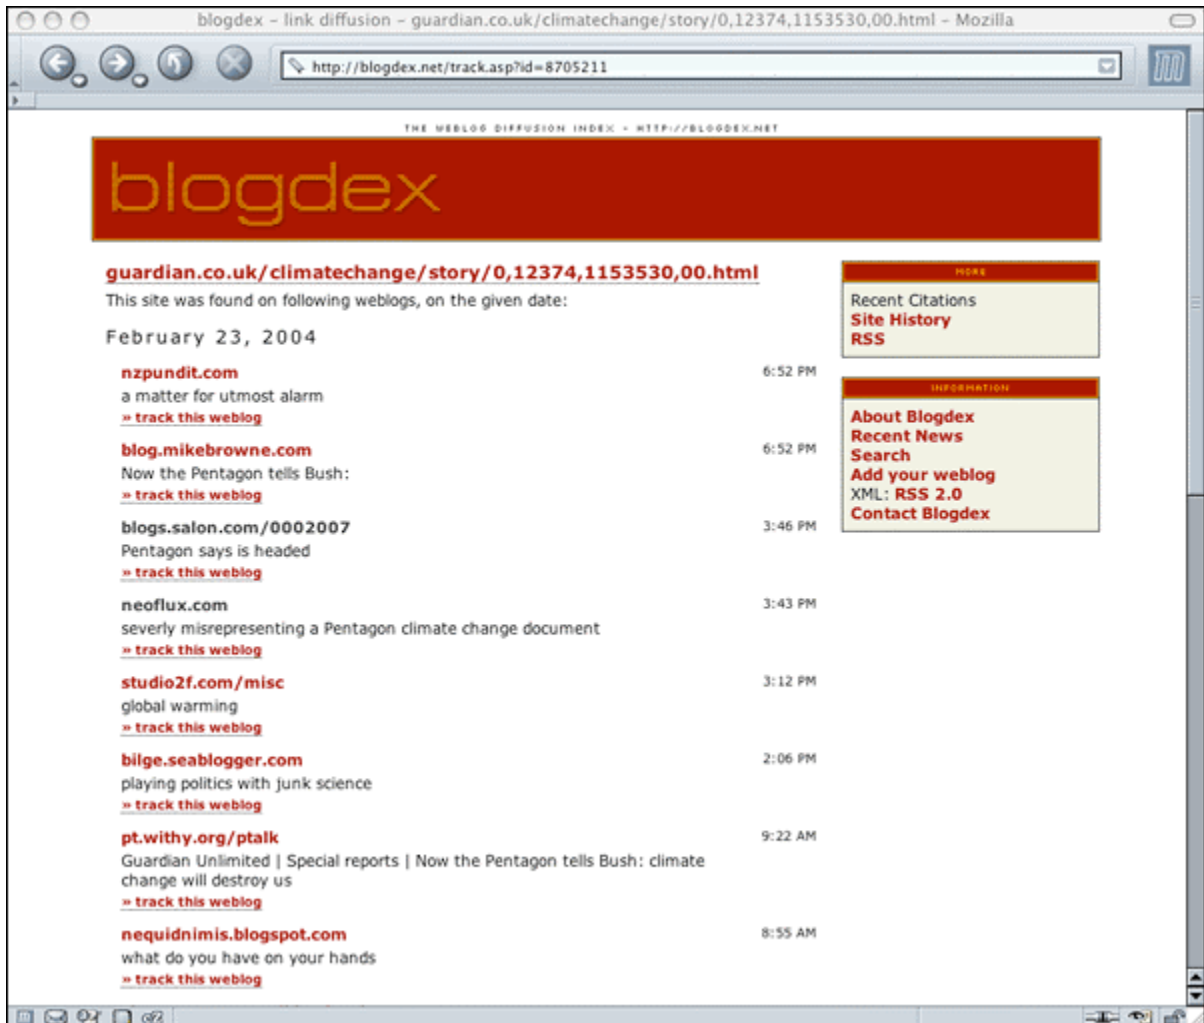 blogdex - link diffusion - guardian.co.uk/climatechange/story/0,12374,1153530,00.html - Mozilla
http://blogdex.net/track.asp?id=8705211
THE WEBLOG DIFFUSION INDEX - HTTP://BLOGDEX.NET
blogdex
guardian.co.uk/climatechange/story/0,12374,1153530,00.html
This site was found on following weblogs, on the given date:
February 23, 2004
nzpundit.com 6:52 PM
a matter for utmost alarm
» track this weblog
blog.mikebrowne.com 6:52 PM
Now the Pentagon tells Bush:
» track this weblog
blogs.salon.com/0002007 3:46 PM
Pentagon says is headed
» track this weblog
neoflux.com 3:43 PM
severly misrepresenting a Pentagon climate change document
» track this weblog
studio2f.com/misc 3:12 PM
global warming
» track this weblog
bilge.seablogger.com 2:06 PM
playing politics with junk science
» track this weblog
pt.withy.org/ptalk 9:22 AM
Guardian Unlimited | Special reports | Now the Pentagon tells Bush: climate
change will destroy us
» track this weblog
nequidnimis.blogspot.com 8:55 AM
what do you have on your hands
» track this weblog
MORE
Recent Citations
Site History
RSS
INFORMATION
About Blogdex
Recent News
Search
Add your weblog
XML: RSS 2.0
Contact Blogdex